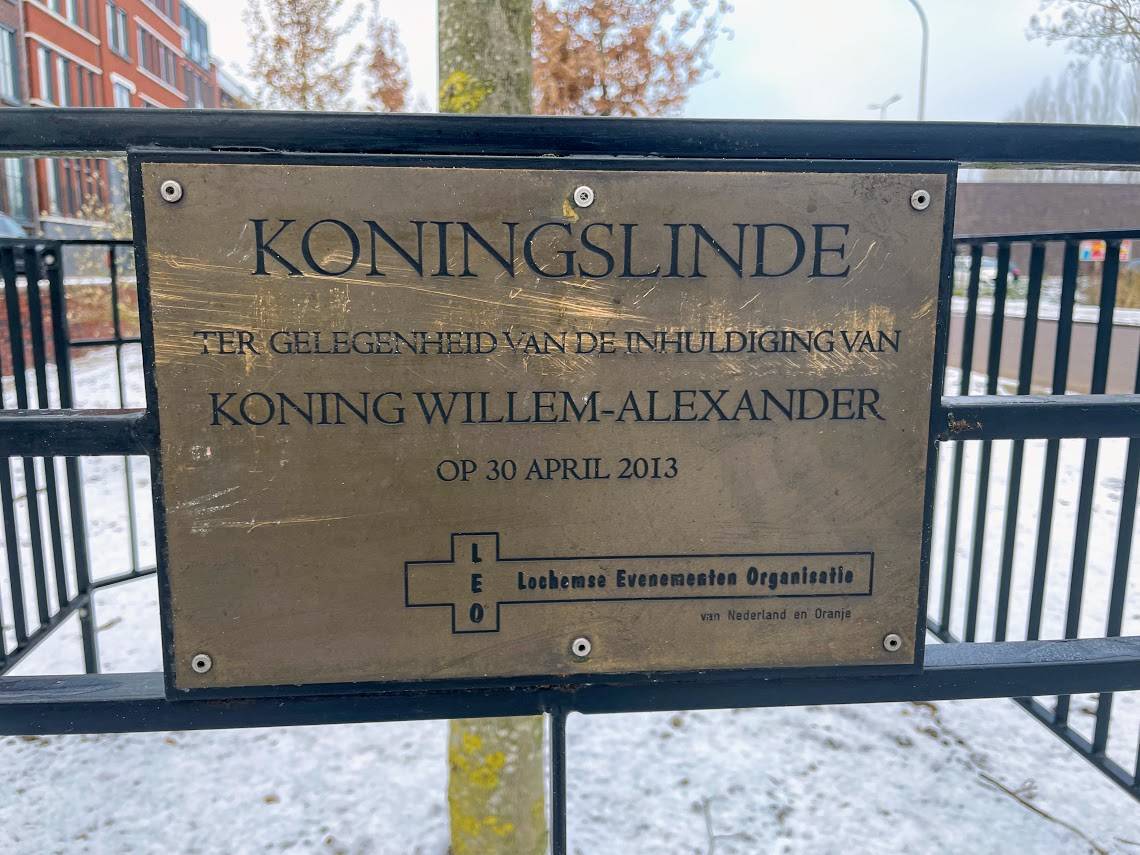 KONINGSLINDE
TER GELEGENHEID VAN DE INHULDIGING VAN
KONING WILLEM-ALEXANDER
OP 30 APRIL 2013
LEO
Lochemse Evenementen Organisatie
van Nederland en Oranje